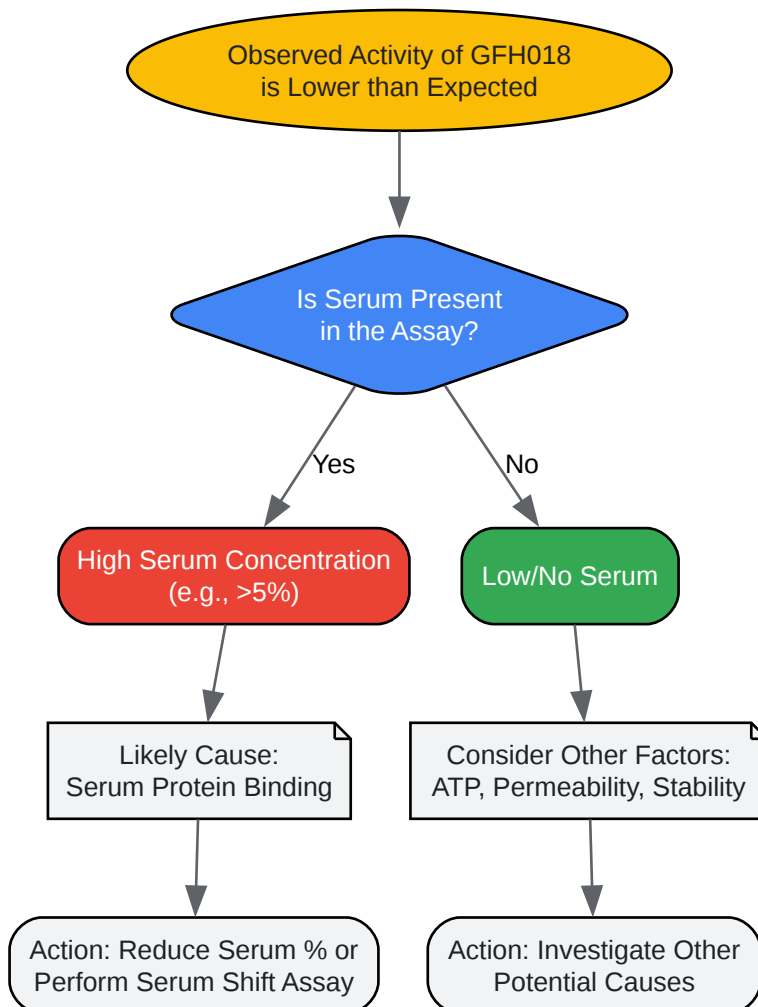 Observed Activity of GFH018
is Lower than Expected
Is Serum Present
in the Assay?
Yes
No
High Serum Concentration
(e.g., >5%)
Low/No Serum
Likely Cause:
Serum Protein Binding
Consider Other Factors:
ATP, Permeability, Stability
Action: Reduce Serum % or
Perform Serum Shift Assay
Action: Investigate Other
Potential Causes